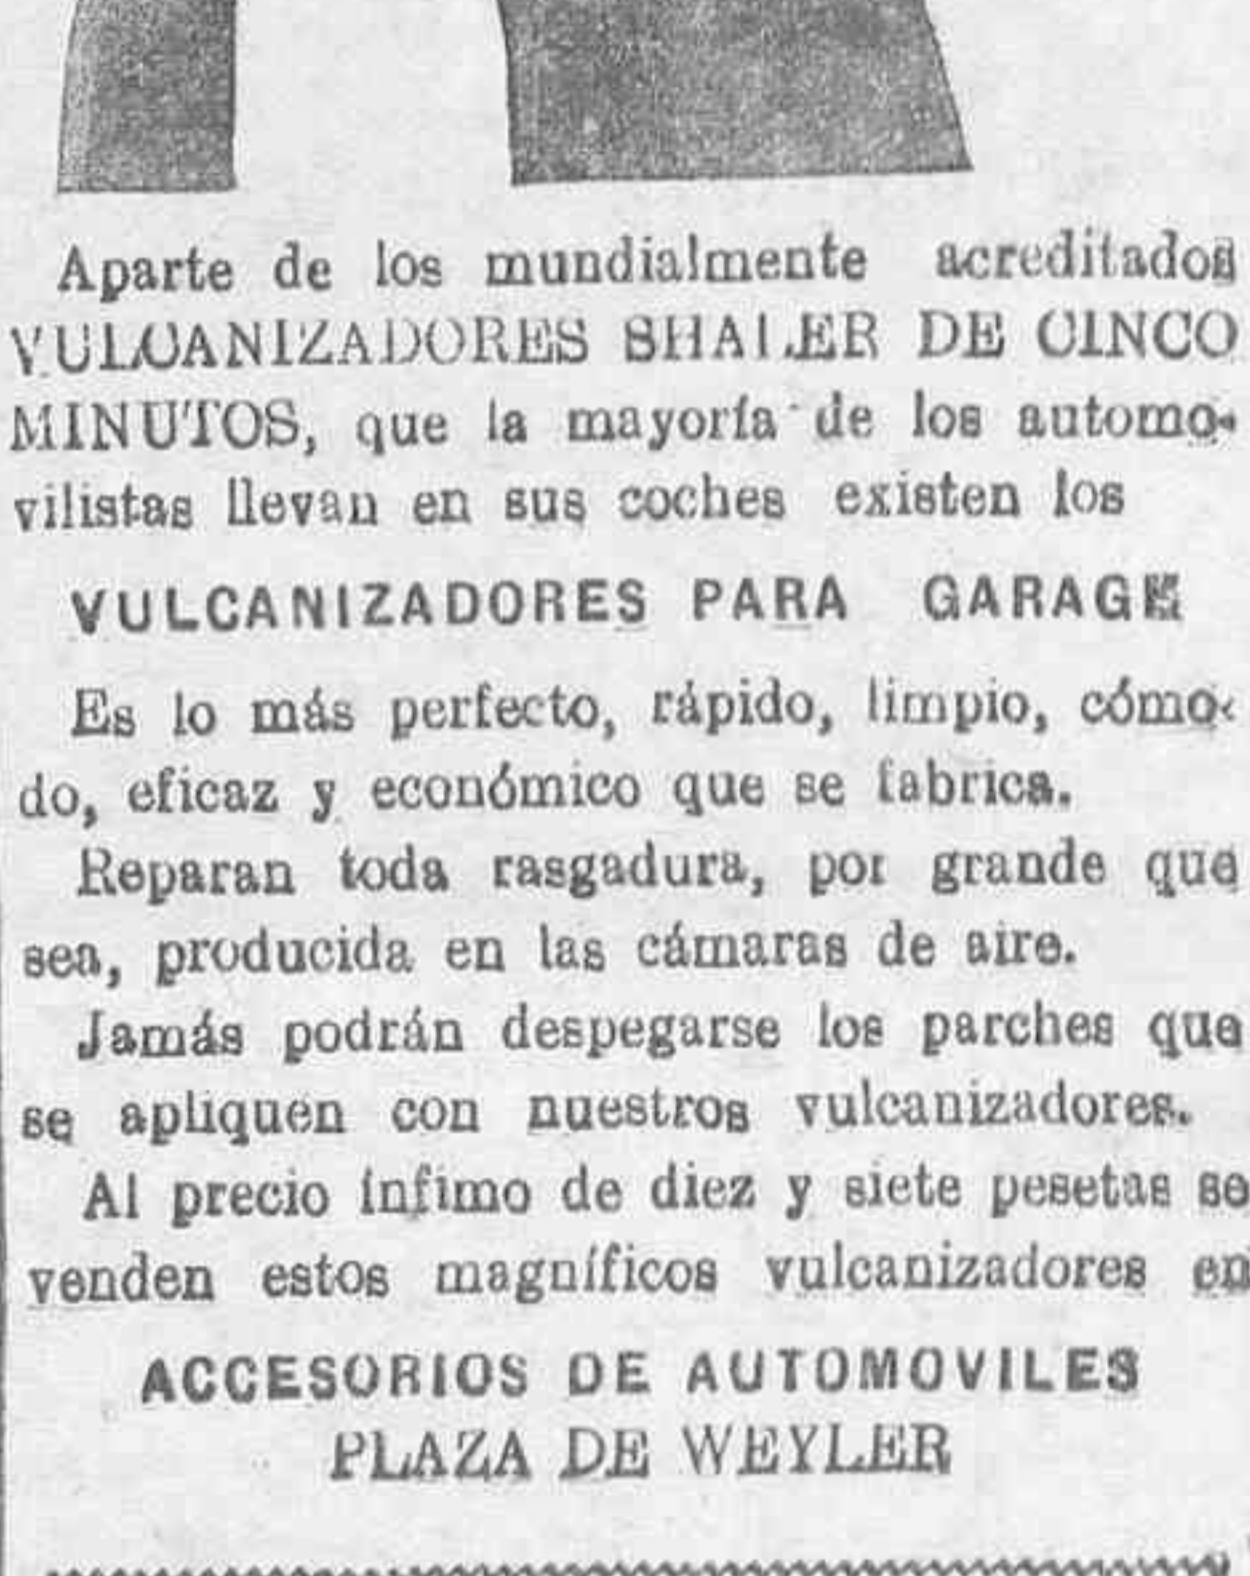 Aparte de los mundialmente acreditados
VULCANIZADORES SHALER DE CINCO
MINUTOS, que la mayoría de los automo-
vilistas llevan en sus coches existen los
VULCANIZADORES PARA GARAGE
Es lo más perfecto, rápido, limpio, cómo-
do, eficaz y económico que se fabrica.
Reparan toda rasgadura, por grande que
sea, producida en las cámaras de aire.
Jamás podrán despegarse los parches que
se apliquen con nuestros vulcanizadores.
Al precio ínfimo de diez y siete pesetas se
venden estos magníficos vulcanizadores en
ACCESORIOS DE AUTOMOVILES
PLAZA DE WEYLER